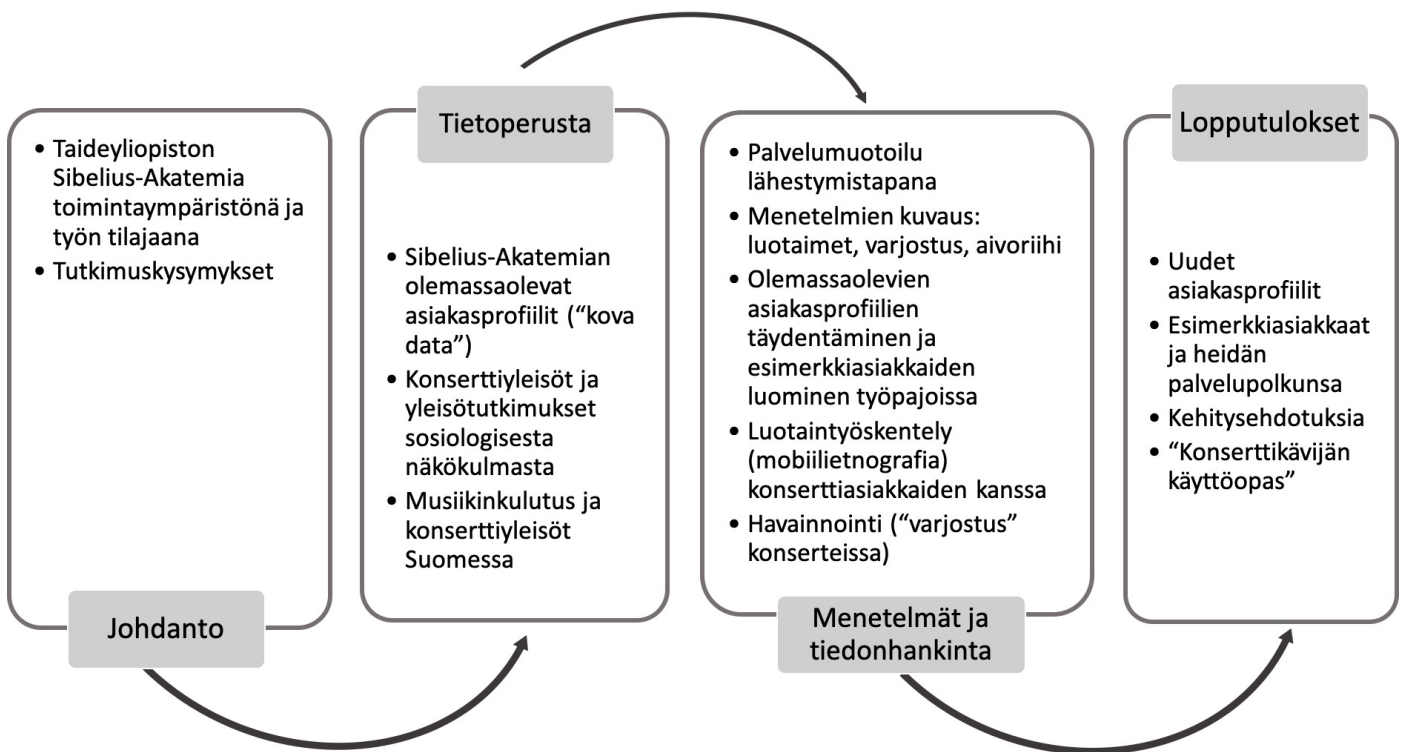 • Taideyliopiston
Sibelius-Akatemia
toimintaympäristönä ja
työn tilajaana
• Tutkimuskysymykset
Johdanto
Tietoperusta
• Sibelius-Akatemian
olemassaolevat
asiakasprofiilit (“kova
data”)
• Konserttiyleisöt ja
yleisötutkimukset
sosiologisesta
näkökulmasta
• Musiikinkulutus ja
konserttiyleisöt
Suomessa
• Palvelumuotoilu
lähestymistapana
• Menetelmien kuvaus:
luotaimet, varjostus, aivoriihi
• Olemassaolevien
asiakasprofiilien
täydentäminen ja
esimerkkiasiakkaiden
luominen työpajoissa
• Luotaintyöskentely
(mobiilietnografia)
konserttiasiakkaiden kanssa
• Havainnointi (“varjostus”
konserteissa)
Menetelmät ja
tiedonhankinta
Lopputulokset
• Uudet
asiakasprofiilit
• Esimerkkiasiakkaat
ja heidän
palvelupolkunsa
• Kehitysehdotuksia
• “Konserttikävijän
käyttöopas”